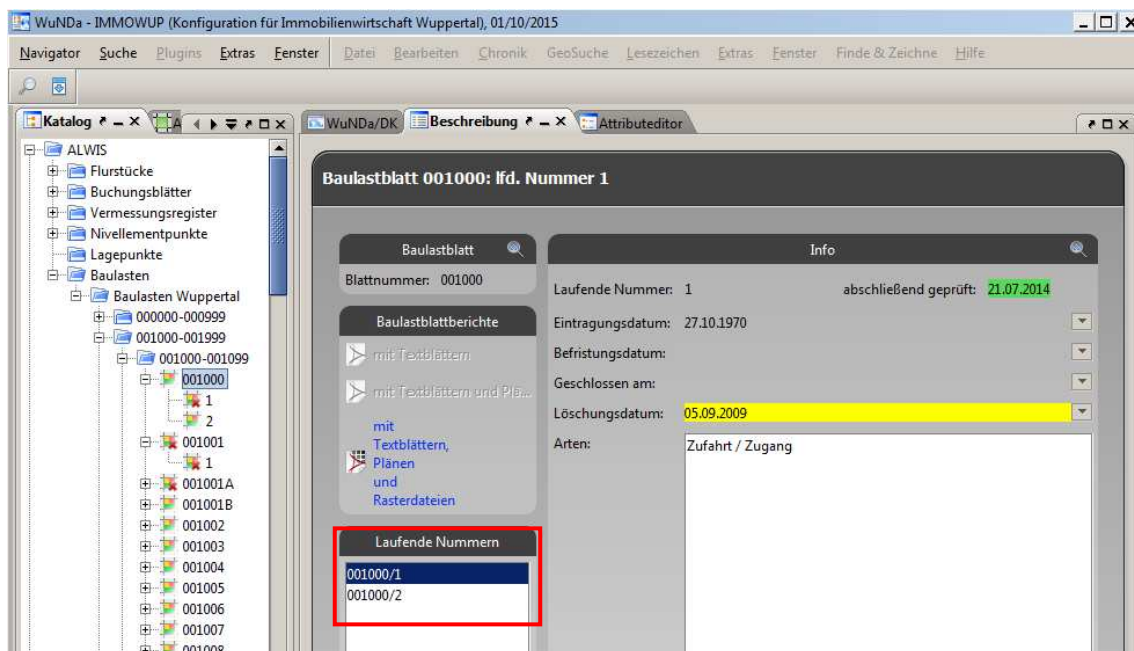 WuNDa - IMMOWUP (Konfiguration für Immobilienwirtschaft Wuppertal), 01/10/2015
Navigator Suche Plugins Extras Fenster Datei Bearbeiten Chronik GeoSuche Lesezeichen Extras Fenster Finde & Zeichne Hilfe
Katalog A
WuNDa/DK Beschreibung Attributeditor
ALWIS
Flurstücke
Buchungsblätter
Vermessungsregister
Nivellementpunkte
Lagepunkte
Baulasten
Baulasten Wuppertal
000000-000999
001000-001999
001000-001099
001000
1
2
001001
1
001001A
001001B
001002
001003
001004
001005
001006
001007
001008
Baulastblatt 001000: lfd. Nummer 1
Baulastblatt
Blattnummer: 001000
Baulastblattberichte
mit Textblättern
mit Textblättern und Plä...
mit
Textblättern,
Plänen
und
Rasterdateien
Laufende Nummern
001000/1
001000/2
Info
Laufende Nummer: 1 abschließend geprüft: 21.07.2014
Eintragungsdatum: 27.10.1970
Befristungsdatum:
Geschlossen am:
Löschungsdatum: 05.09.2009
Arten: Zufahrt / Zugang